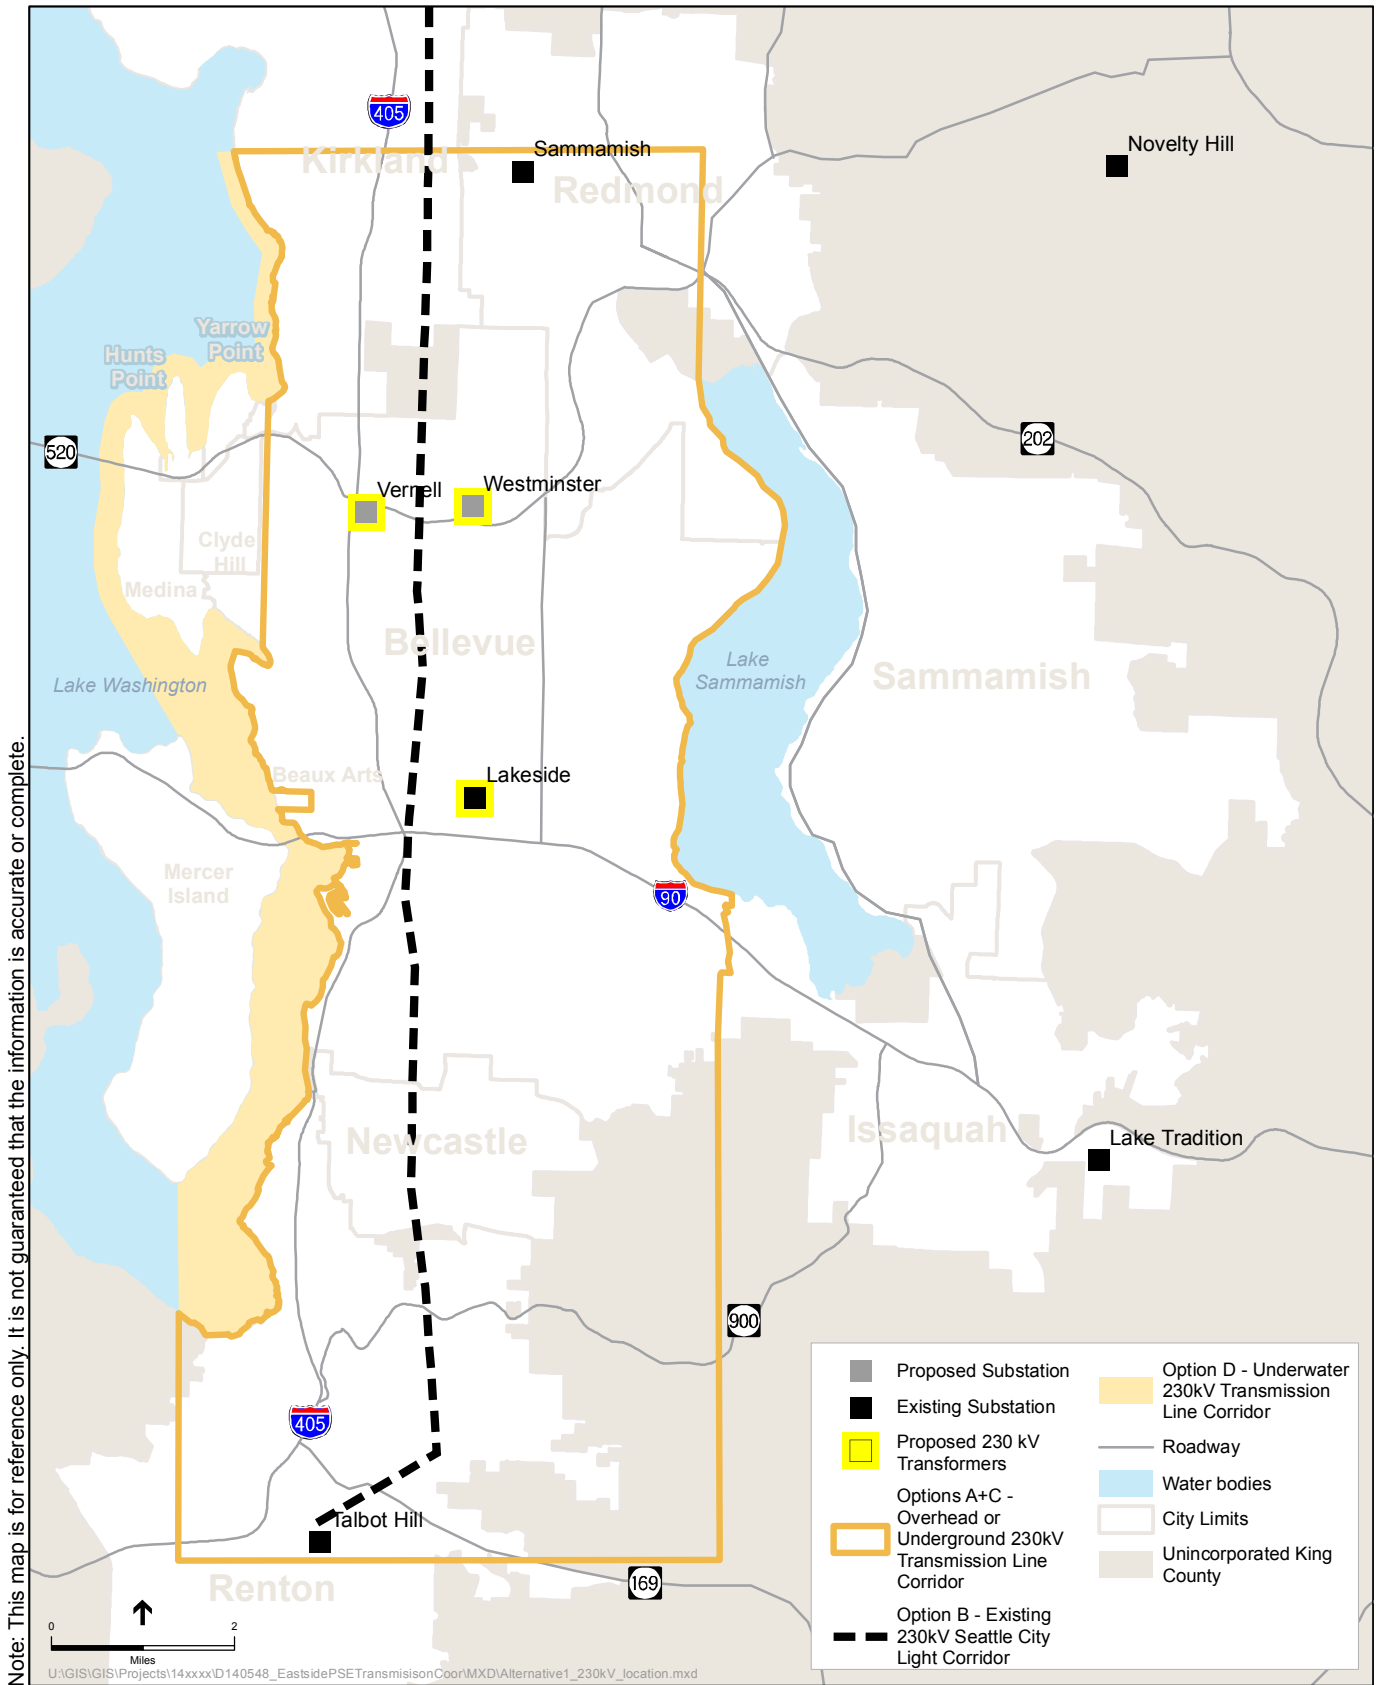 405
Kirkland
Sammamish
Redmond
Novelty Hill
Yarrow
Point
Hunts
Point
520
202
Vernell
Westminster
Clyde
Hill
Medina
Bellevue
Lake Washington
Lake
Sammamish
Sammamish
Beaux Arts
Lakeside
Mercer
Island
90
Newcastle
Issaquah
Lake Tradition
900
405
Talbot Hill
Renton
169
Proposed Substation
Existing Substation
Proposed 230 kV
Transformers
Options A+C -
Overhead or
Underground 230kV
Transmission Line
Corridor
Option B - Existing
230kV Seattle City
Light Corridor
Option D - Underwater
230kV Transmission
Line Corridor
Roadway
Water bodies
City Limits
Unincorporated King
County
0
2
Miles
U:\GIS\GIS\Projects\14xxxx\D140548_EastsidePSETransmisisonCoor\MXD\Alternative1_230kV_location.mxd
Note: This map is for reference only. It is not guaranteed that the information is accurate or complete.